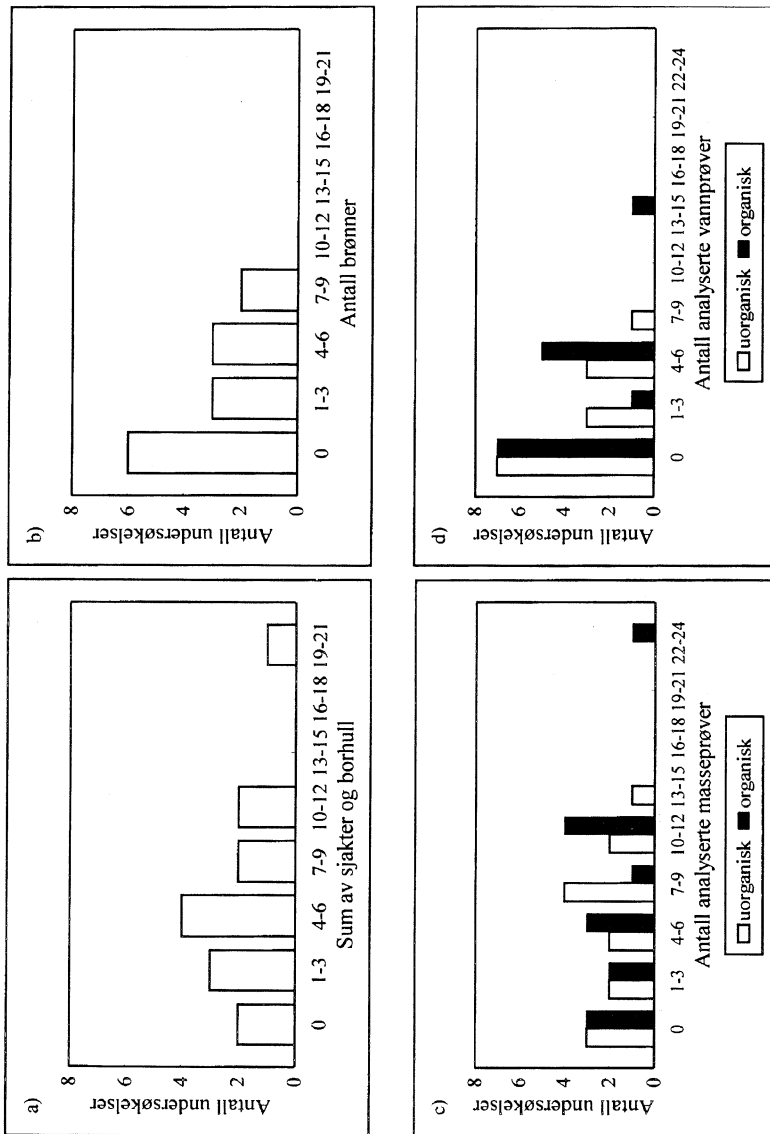 a)
Antall undersøkelser
8
6
4
2
0
0 1-3 4-6 7-9 10-12 13-15 16-18 19-21
Sum av sjakter og borhull
b)
Antall undersøkelser
8
6
4
2
0
0 1-3 4-6 7-9 10-12 13-15 16-18 19-21
Antall brønner
c)
Antall undersøkelser
8
6
4
2
0
0 1-3 4-6 7-9 10-12 13-15 16-18 19-21 22-24
Antall analyserte masseprøver
uorganisk organisk
d)
Antall undersøkelser
8
6
4
2
0
0 1-3 4-6 7-9 10-12 13-15 16-18 19-21 22-24
Antall analyserte vannprøver
uorganisk organisk